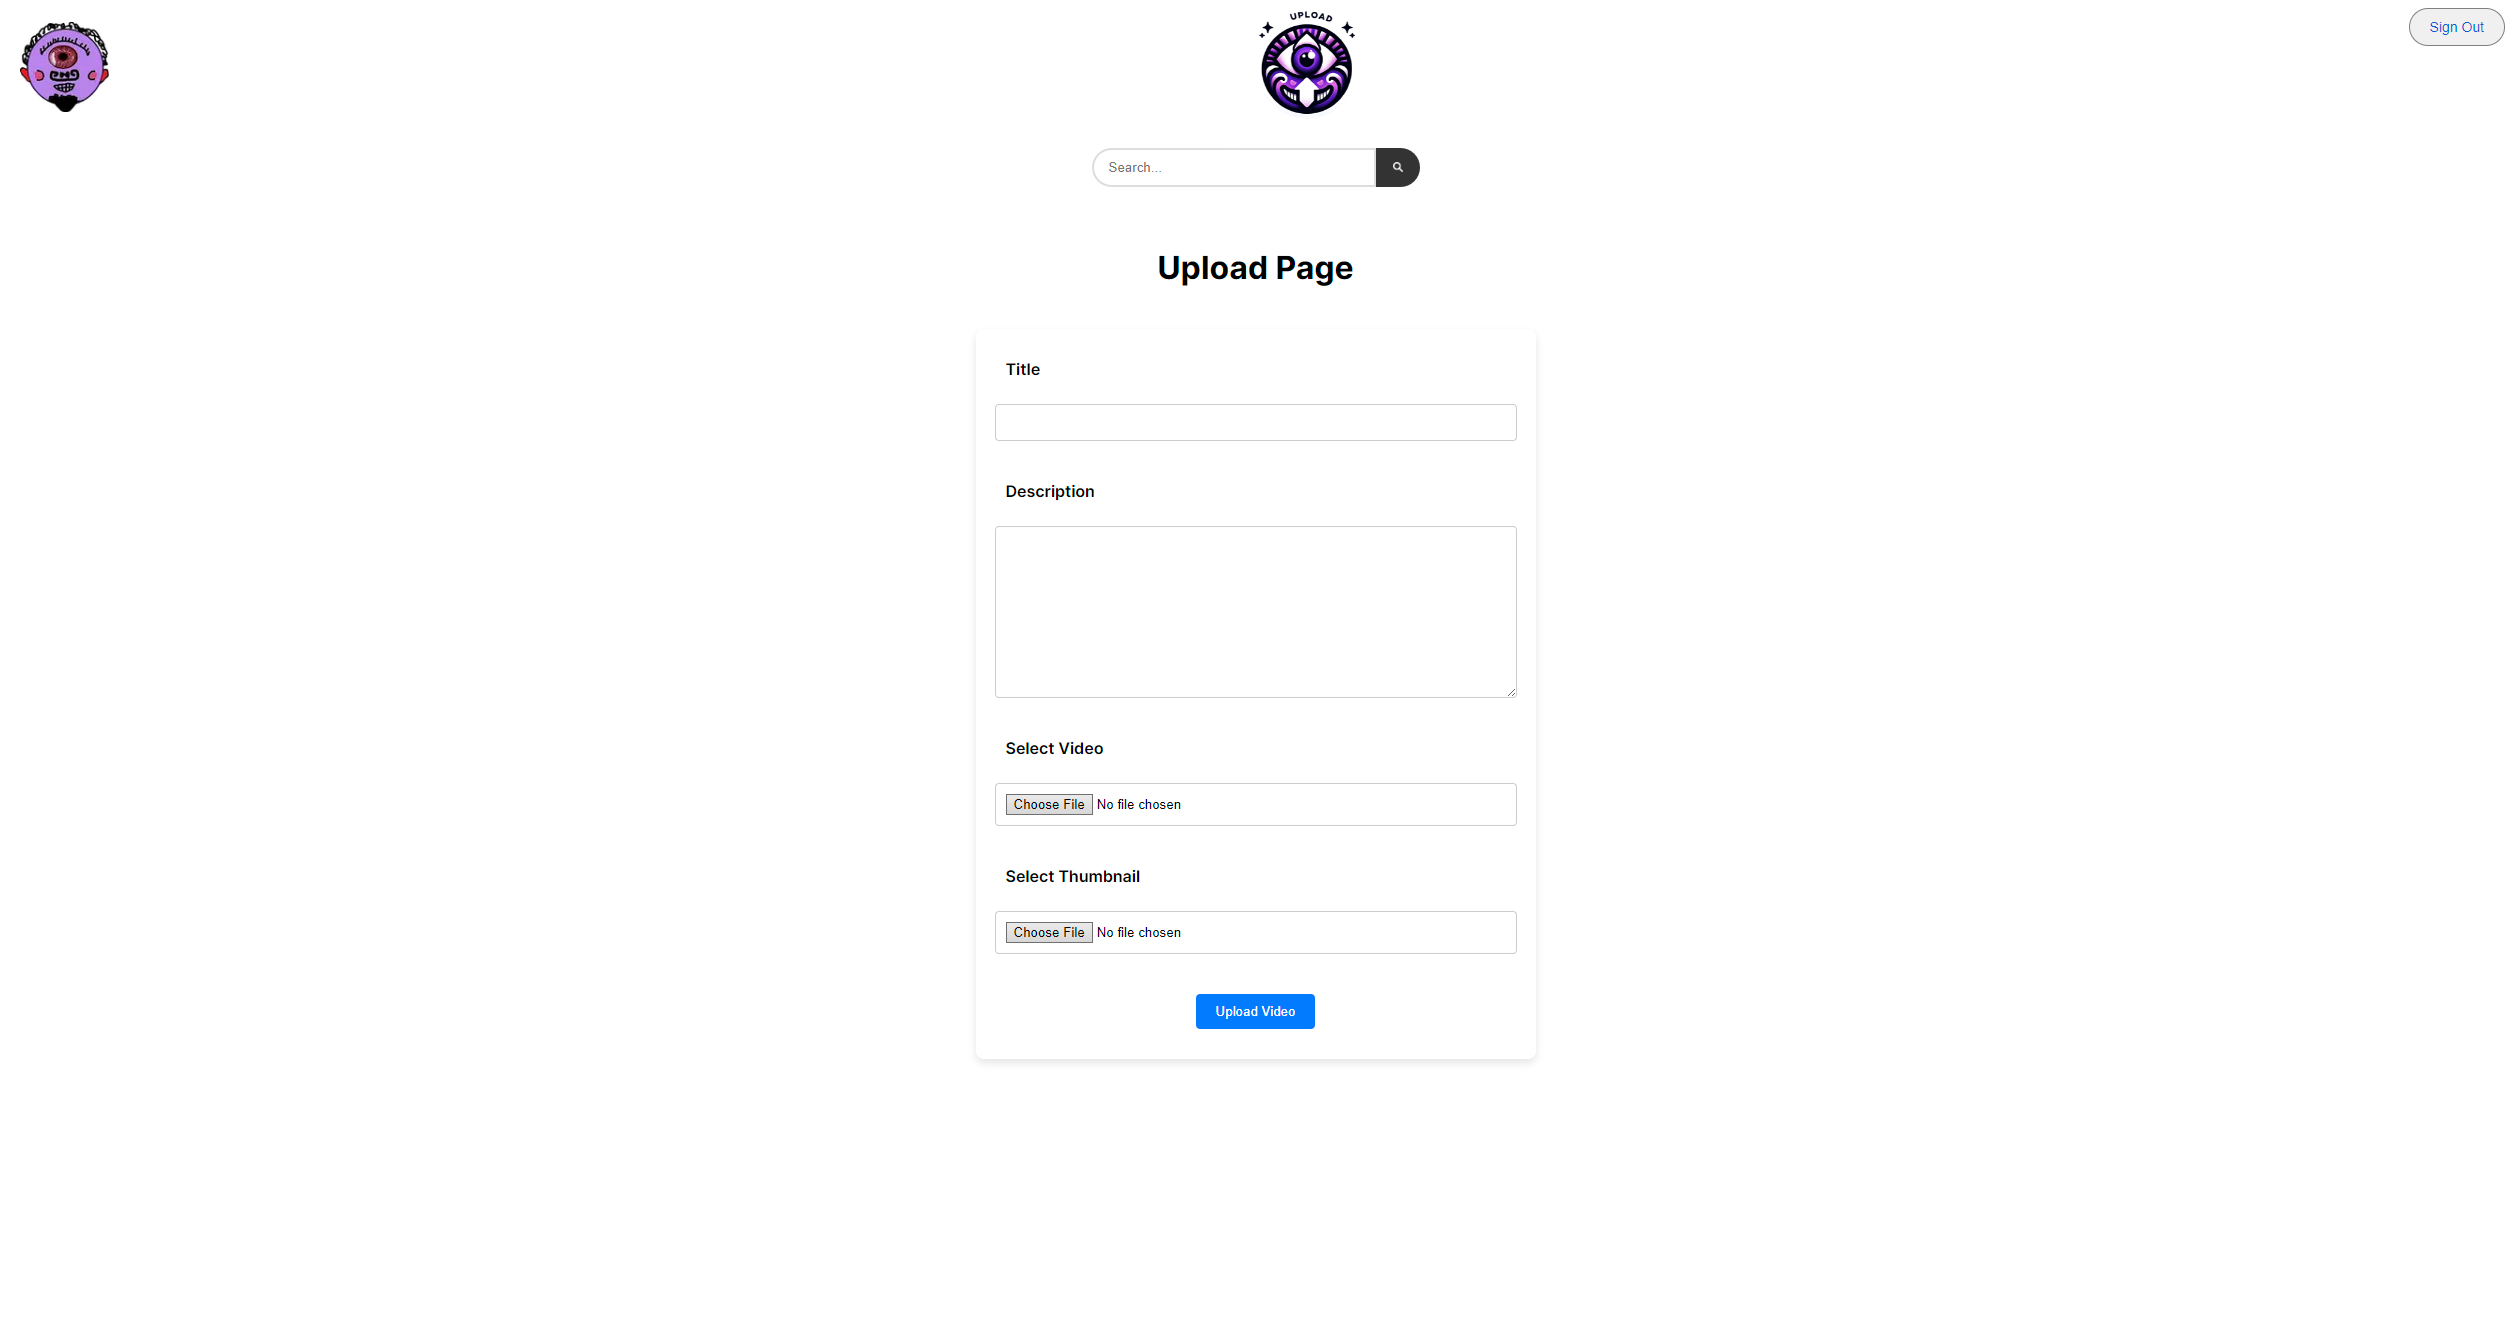 UPLOAD
Sign Out
Search...
Upload Page
Title
Description
Select Video
Choose File No file chosen
Select Thumbnail
Choose File No file chosen
Upload Video